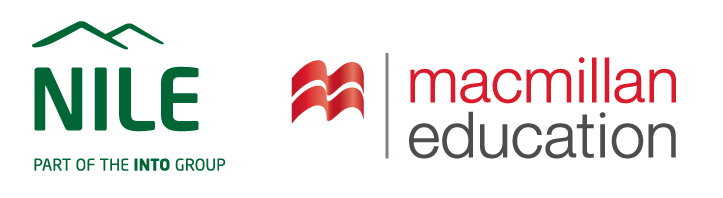 NILE
PART OF THE INTO GROUP
macmillan
education